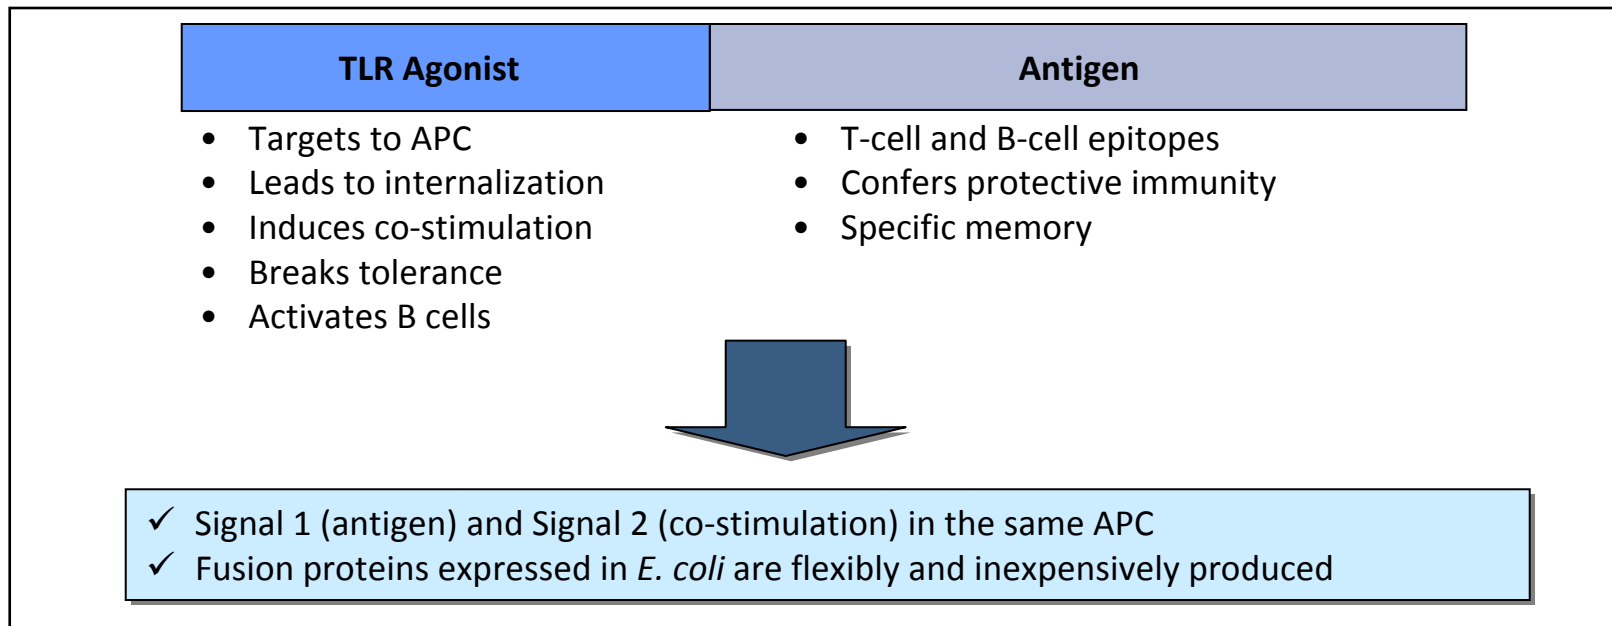 TLR Agonist
Antigen
• Targets to APC
• Leads to internalization
• Induces co-stimulation
• Breaks tolerance
• Activates B cells
• T-cell and B-cell epitopes
• Confers protective immunity
• Specific memory
✓ Signal 1 (antigen) and Signal 2 (co-stimulation) in the same APC
✓ Fusion proteins expressed in E. coli are flexibly and inexpensively produced